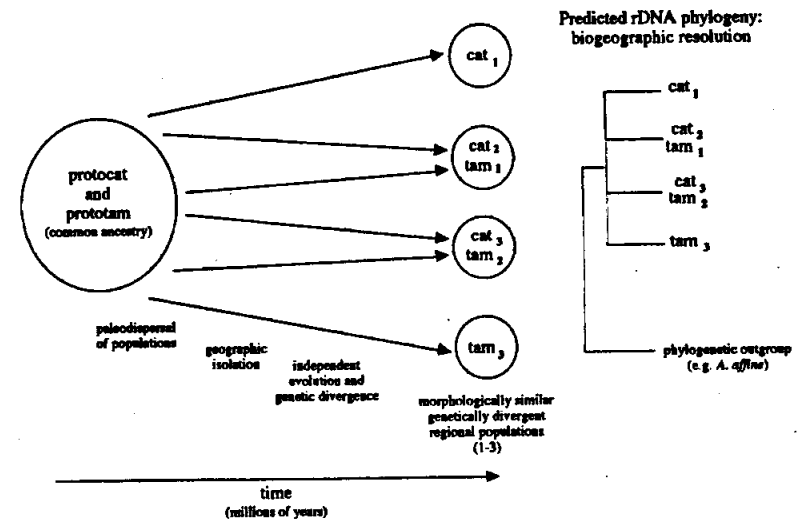 Predicted rDNA phylogeny:
biogeographic resolution
cat 1
cat 2
tam 1
cat 3
tam 2
tam 3
protocat
and
prototam
(common ancestry)
cat 1
cat 2
tam 1
cat 3
tam 2
tam 3
phylogenetic outgroup
(e.g. A. affine)
paleodispersal
of populations
geographic
isolation
independent
evolution and
genetic divergence
morphologically similar
genetically divergent
regional populations
(1-3)
time
(millions of years)